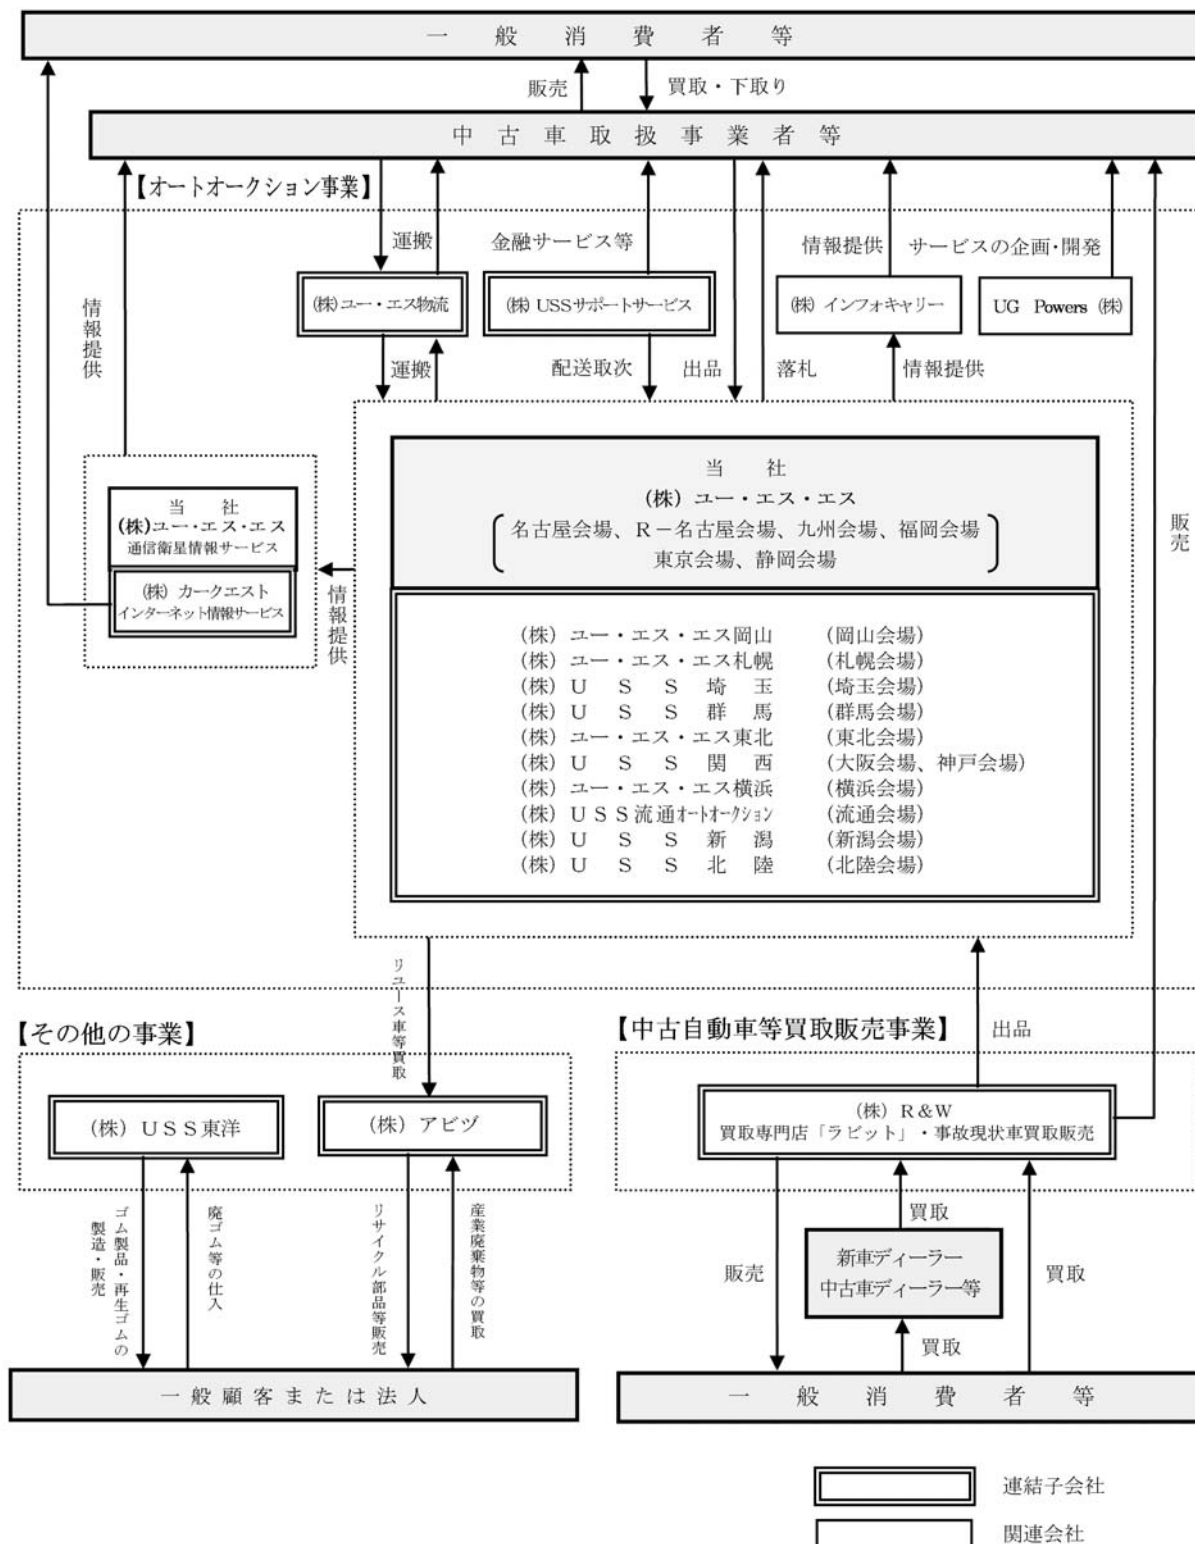 一般消費者等
販売
買取・下取り
中古車取扱事業者等
【オートオークション事業】
運搬
金融サービス等
情報提供
サービスの企画・開発
(株)ユー・エス物流
(株) USSサポートサービス
(株) インフォキャリー
UG Powers (株)
情報提供
運搬
配送取次
出品
落札
情報提供
当社
(株) ユー・エス・エス
名古屋会場、R－名古屋会場、九州会場、福岡会場
東京会場、静岡会場
販売
当社
(株)ユー・エス・エス
通信衛星情報サービス
(株) カークエスト
インターネット情報サービス
情報提供
(株) ユー・エス・エス岡山 (岡山会場)
(株) ユー・エス・エス札幌 (札幌会場)
(株) USS埼玉 (埼玉会場)
(株) USS群馬 (群馬会場)
(株) ユー・エス・エス東北 (東北会場)
(株) USS関西 (大阪会場、神戸会場)
(株) ユー・エス・エス横浜 (横浜会場)
(株) USS流通オートオークション (流通会場)
(株) USS新潟 (新潟会場)
(株) USS北陸 (北陸会場)
リユース車等買取
【その他の事業】
【中古自動車等買取販売事業】
出品
(株) USS東洋
(株) アビヅ
(株) R＆W
買取専門店「ラビット」・事故現状車買取販売
ゴム製品・再生ゴムの
製造・販売
廃ゴム等の仕入
リサイクル部品等販売
産業廃棄物等の買取
買取
販売
新車ディーラー
中古車ディーラー等
買取
買取
一般顧客または法人
一般消費者等
連結子会社
関連会社